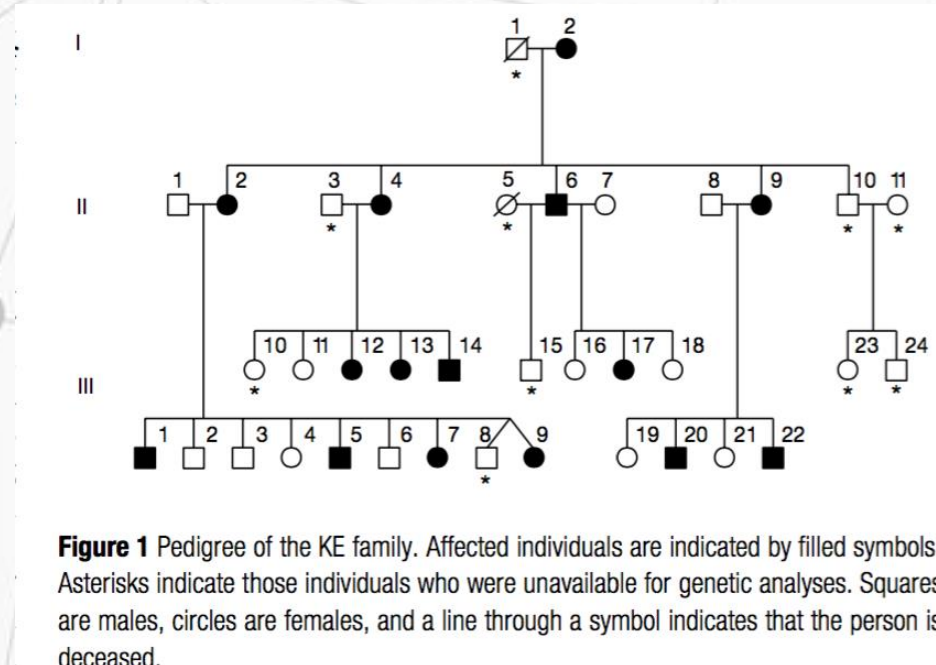 1 2
I
*
1 2 3 4 5 6 7 8 9 10 11
II
* * * *
10 11 12 13 14 15 16 17 18 23 24
III
* * * *
1 2 3 4 5 6 7 8 9 19 20 21 22
*
Figure 1 Pedigree of the KE family. Affected individuals are indicated by filled symbols
Asterisks indicate those individuals who were unavailable for genetic analyses. Squares
are males, circles are females, and a line through a symbol indicates that the person is
deceased.